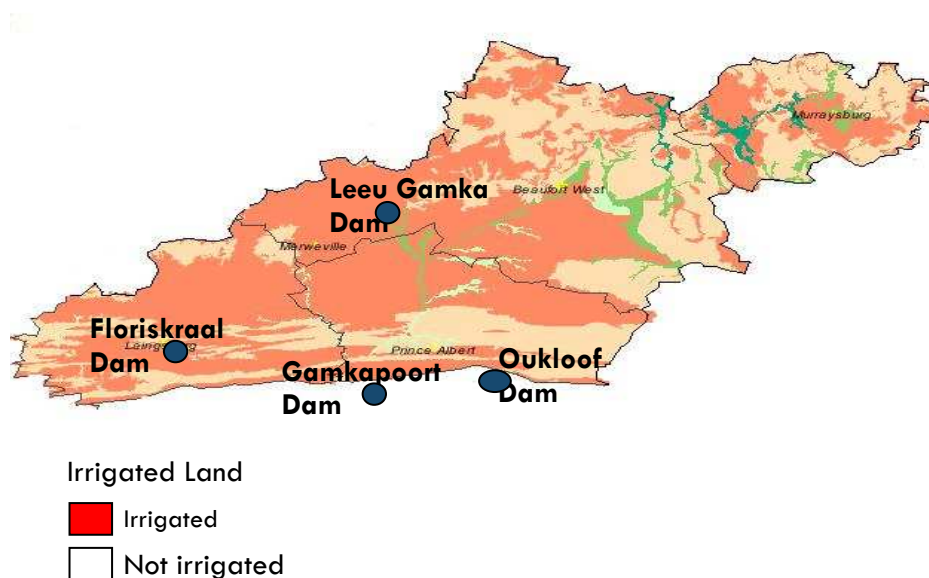 Murraysburg
Leeu Gamka
Dam
Beaufort West
Merweville
Floriskraal
Dam
Laingsburg
Prince Albert
Gamkapoort
Dam
Oukloof
Dam
Irrigated Land
Irrigated
Not irrigated